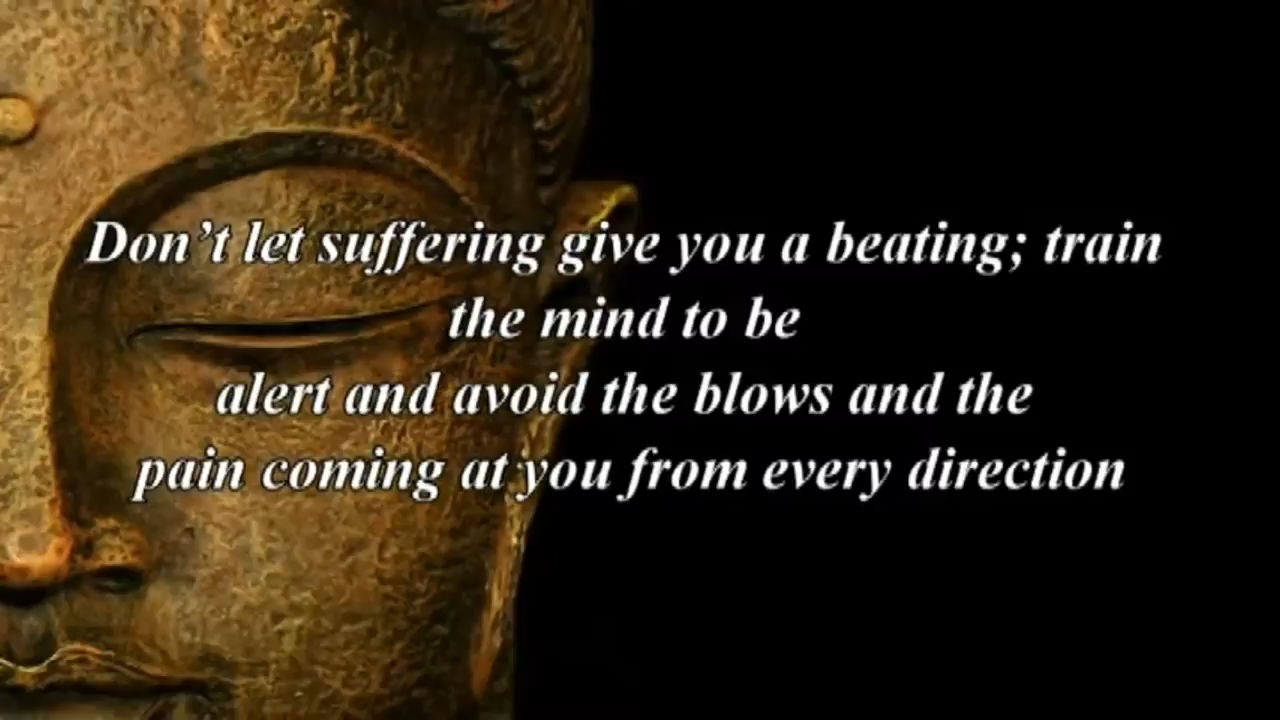 Don’t let suffering give you a beating; train
the mind to be
alert and avoid the blows and the
pain coming at you from every direction